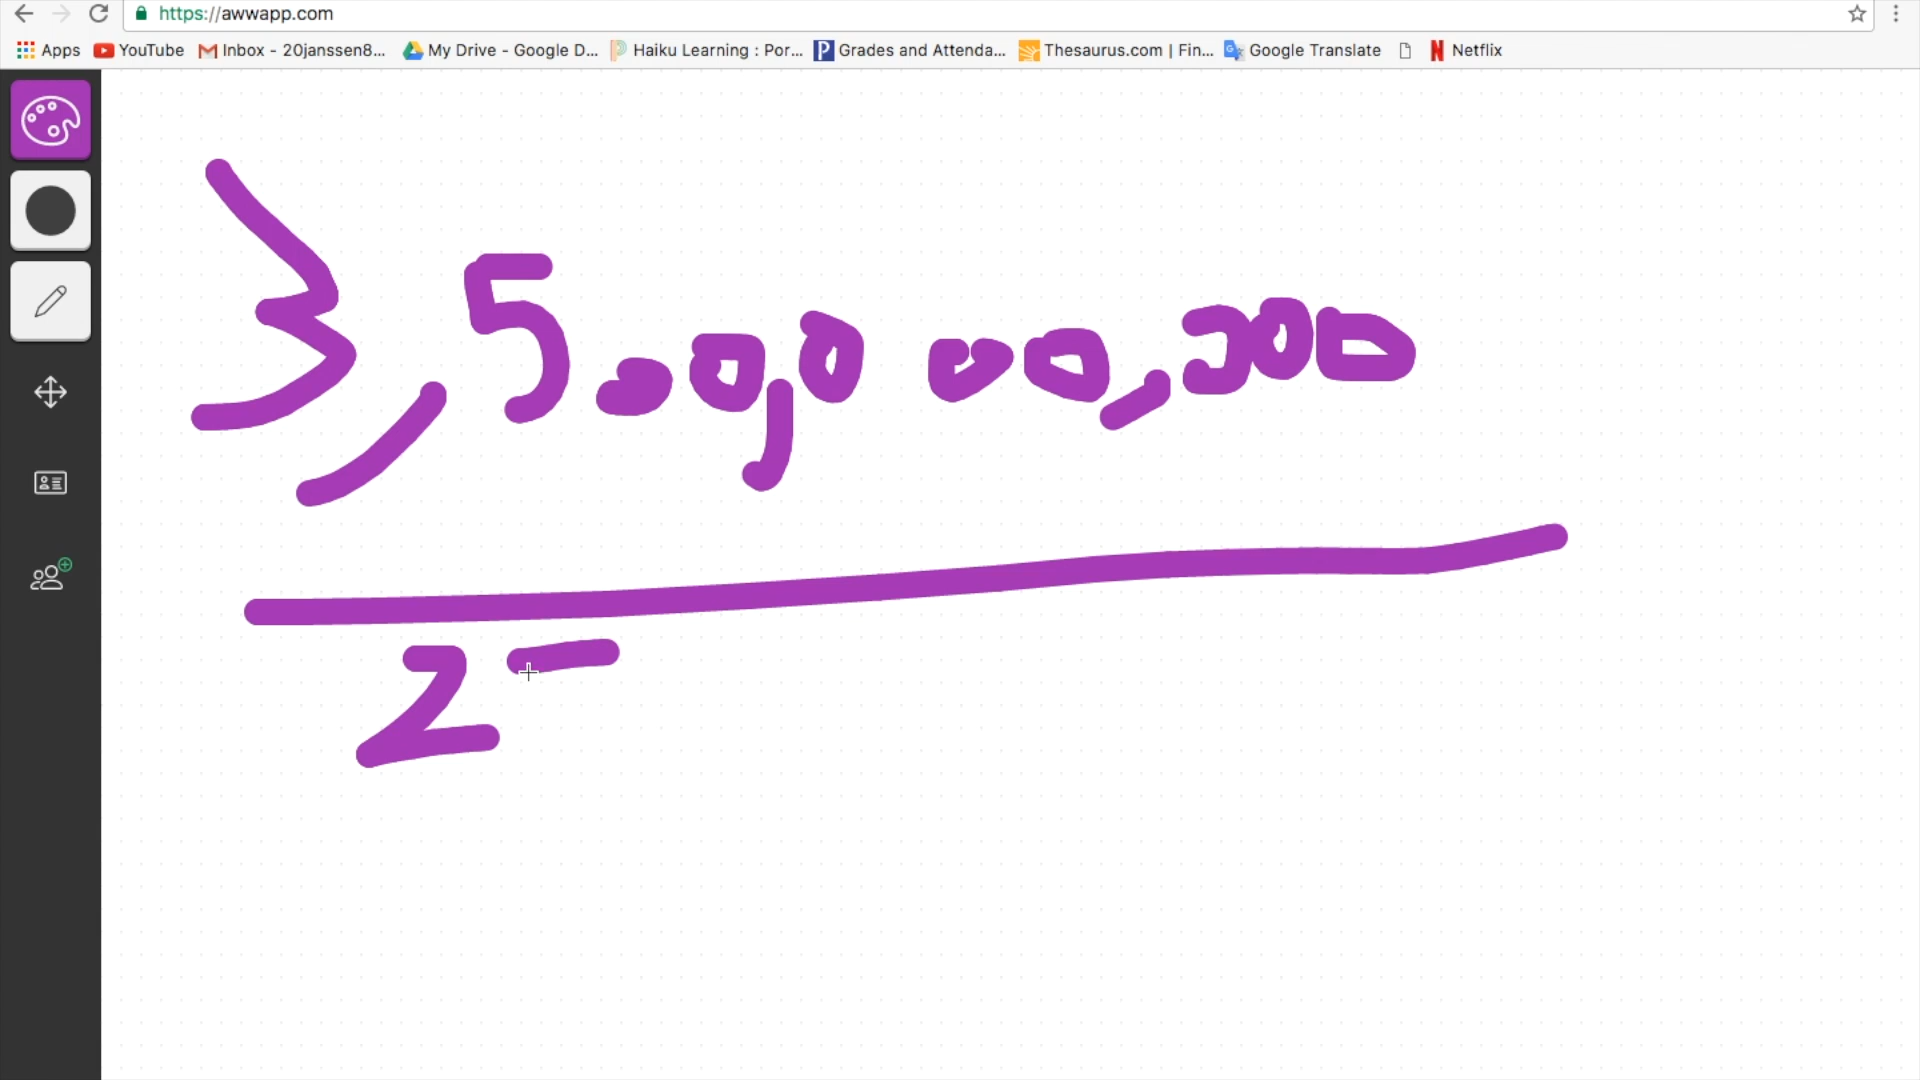 https://awwapp.com
Apps YouTube Inbox - 20janssen8... My Drive - Google D... Haiku Learning : Por... Grades and Attenda... Thesaurus.com | Fin... Google Translate Netflix
3,500,000,000
2